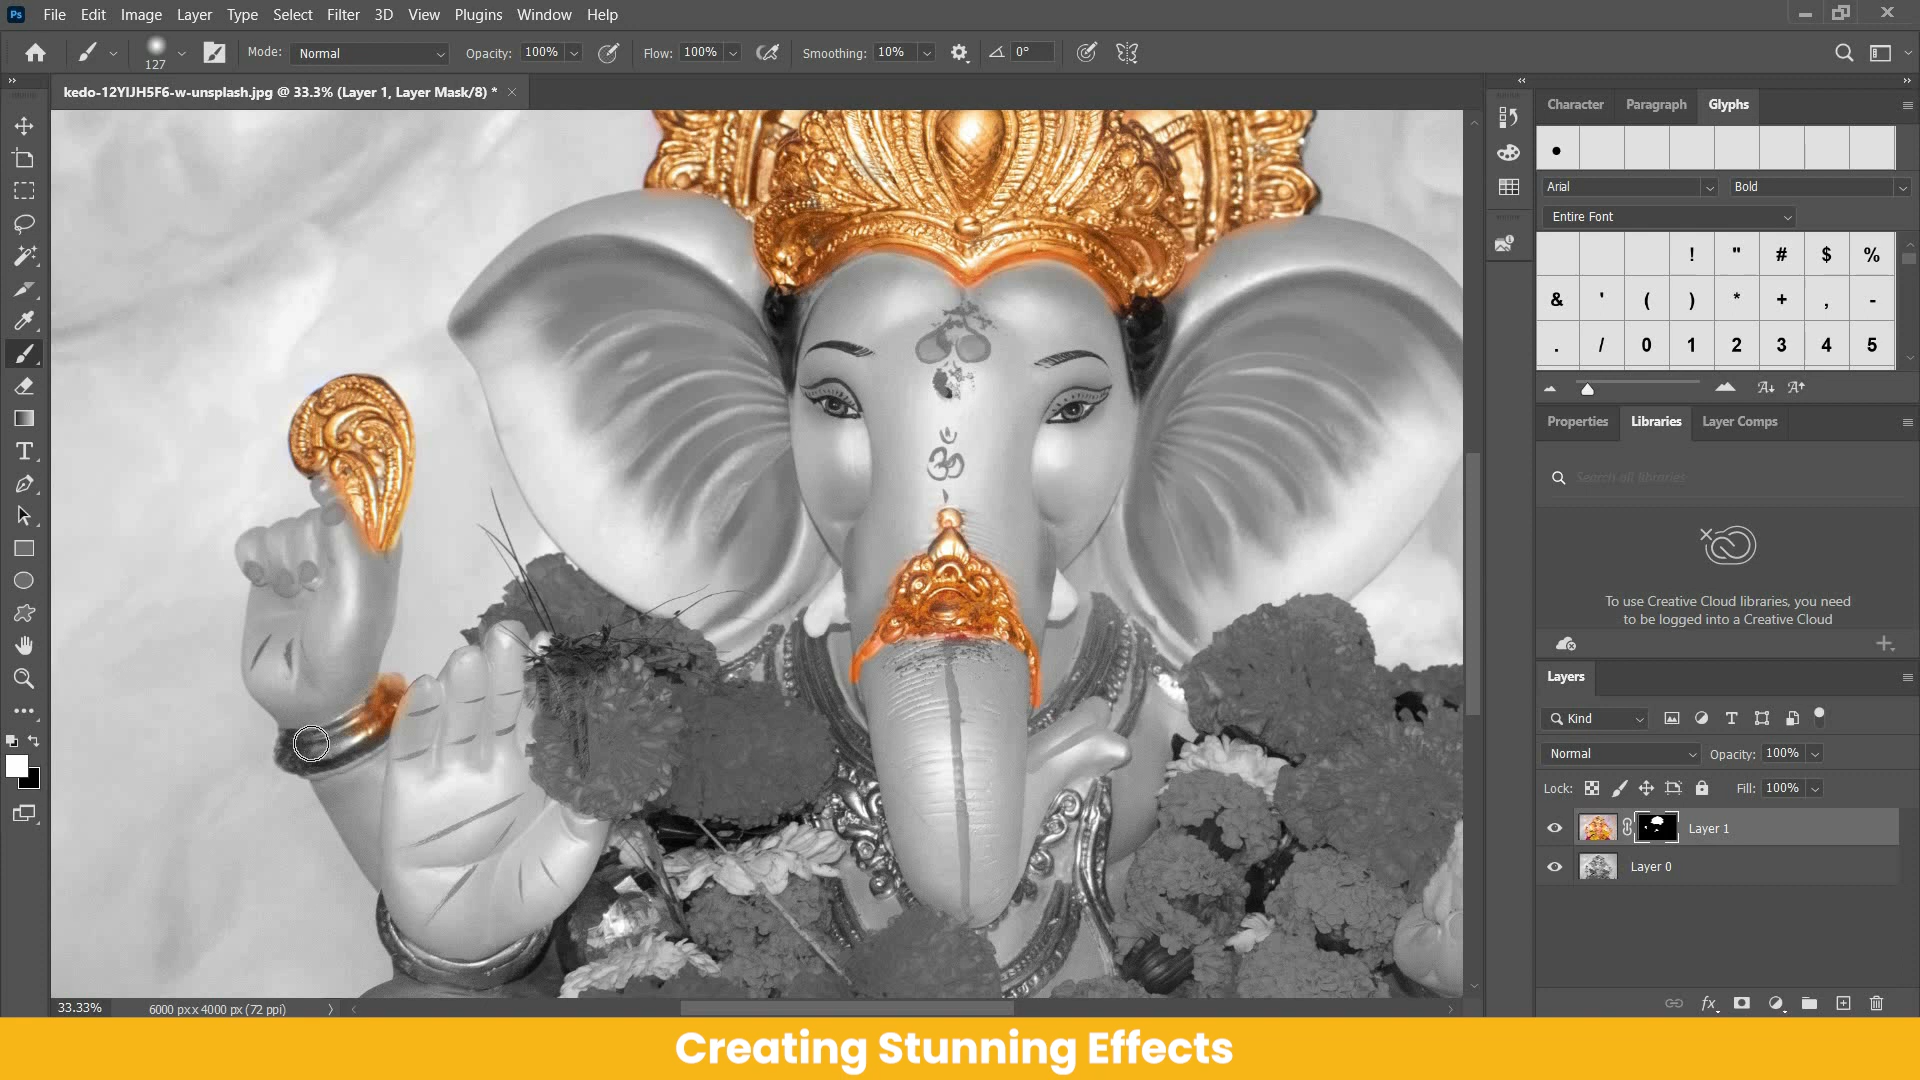 Ps File Edit Image Layer Type Select Filter 3D View Plugins Window Help
127 Mode: Normal Opacity: 100% Flow: 100% Smoothing: 10% 0°
kedo-12YIJH5F6-w-unsplash.jpg @ 33.3% (Layer 1, Layer Mask/8) *
Character Paragraph Glyphs
Arial Bold
Entire Font
! " # $ %
& ' ( ) * + , -
. / 0 1 2 3 4 5
Properties Libraries Layer Comps
Search all libraries
To use Creative Cloud libraries, you need
to be logged into a Creative Cloud
Layers
Kind
Normal Opacity: 100%
Lock: Fill: 100%
Layer 1
Layer 0
fx
ॐ
33.33% 6000 px x 4000 px (72 ppi)
Creating Stunning Effects